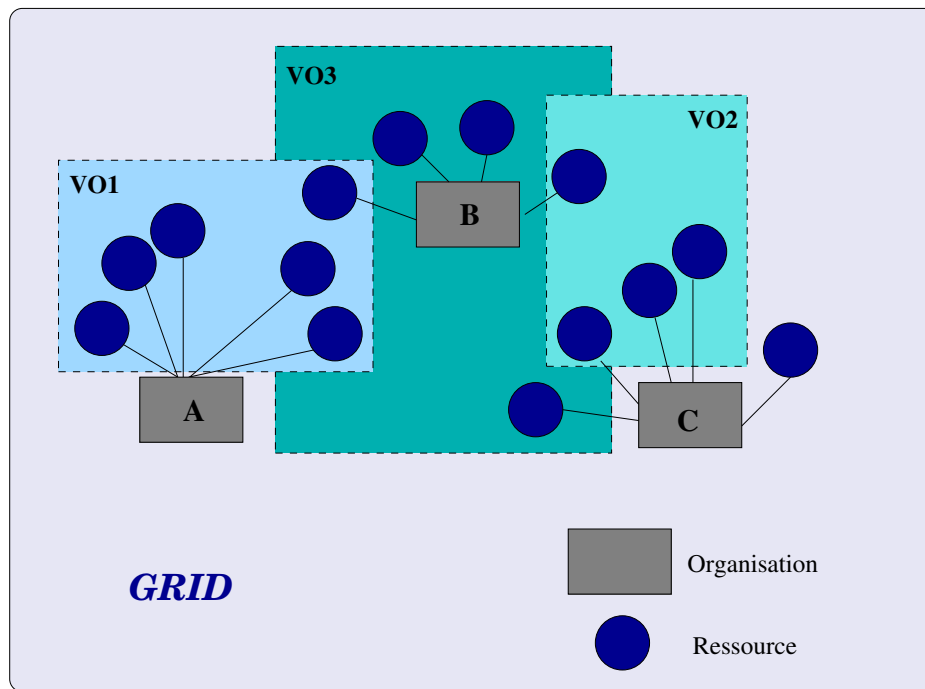 VO3
VO2
VO1
B
A
C
GRID
Organisation
Ressource